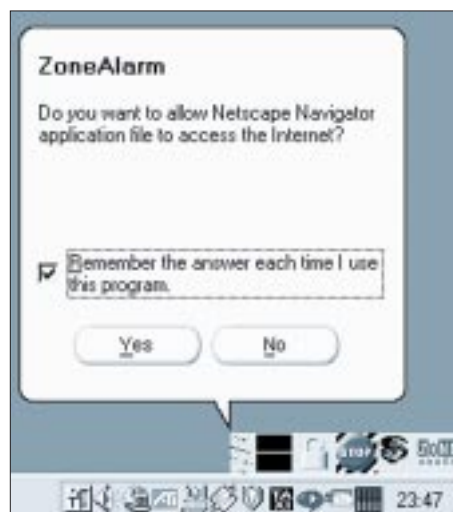 ZoneAlarm
Do you want to allow Netscape Navigator
application file to access the Internet?
Remember the answer each time I use
this program.
Yes
No
STOP
23:47